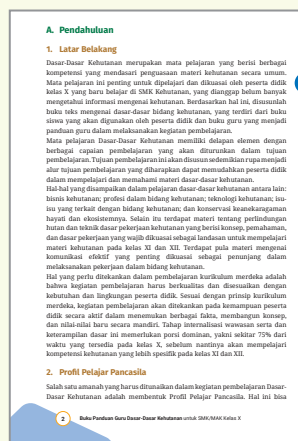 A. Pendahuluan
1. Latar Belakang
Dasar-Dasar Kehutanan merupakan mata pelajaran yang berisi berbagai
kompetensi yang mendasari penguasaan materi kehutanan secara umum.
Mata pelajaran ini penting untuk dipelajari dan dikuasai oleh peserta didik
kelas X yang baru belajar di SMK Kehutanan, yang dianggap belum banyak
mengetahui informasi mengenai kehutanan. Berdasarkan hal ini, disusunlah
buku teks mengenai dasar-dasar bidang kehutanan, yang terdiri dari buku
siswa yang akan digunakan oleh peserta didik dan buku guru yang menjadi
panduan guru dalam melaksanakan kegiatan pembelajaran.
Mata pelajaran Dasar-Dasar Kehutanan memiliki delapan elemen dengan
berbagai capaian pembelajaran yang akan diturunkan dalam tujuan
pembelajaran. Tujuan pembelajaran ini akan disusun sedemikian rupa menjadi
alur tujuan pembelajaran yang diharapkan dapat memudahkan peserta didik
dalam mempelajari dan memahami materi dasar-dasar kehutanan.
Hal-hal yang disampaikan dalam pelajaran dasar-dasar kehutanan antara lain:
bisnis kehutanan; profesi dalam bidang kehutanan; teknologi kehutanan; isu-
isu yang terkait dengan bidang kehutanan; dan konservasi keanekaragaman
hayati dan ekosistemnya. Selain itu terdapat materi tentang perlindungan
hutan dan teknik dasar pekerjaan kehutanan yang berisi konsep, pemahaman,
dan dasar pekerjaan yang wajib dikuasai sebagai landasan untuk mempelajari
materi kehutanan pada kelas XI dan XII. Terdapat pula materi mengenai
komunikasi efektif yang penting dikuasai sebagai penunjang dalam
melaksanakan pekerjaan dalam bidang kehutanan.
Hal yang perlu ditekankan dalam pembelajaran kurikulum merdeka adalah
bahwa kegiatan pembelajaran harus berkualitas dan disesuaikan dengan
kebutuhan dan lingkungan peserta didik. Sesuai dengan prinsip kurikulum
merdeka, kegiatan pembelajaran akan ditekankan pada kemampuan peserta
didik secara aktif dalam menemukan berbagai fakta, membangun konsep,
dan nilai-nilai baru secara mandiri. Tahap internalisasi wawasan serta dan
keterampilan dasar ini memerlukan porsi dominan, yakni sekitar 75% dari
waktu yang tersedia pada kelas X, sebelum nantinya akan mempelajari
kompetensi kehutanan yang lebih spesifik pada kelas XI dan XII.
2. Profil Pelajar Pancasila
Salah satu amanah yang harus ditunaikan dalam kegiatan pembelajaran Dasar-
Dasar Kehutanan adalah membentuk Profil Pelajar Pancasila. Hal ini bisa
2 Buku Panduan Guru Dasar-Dasar Kehutanan untuk SMK/MAK Kelas X